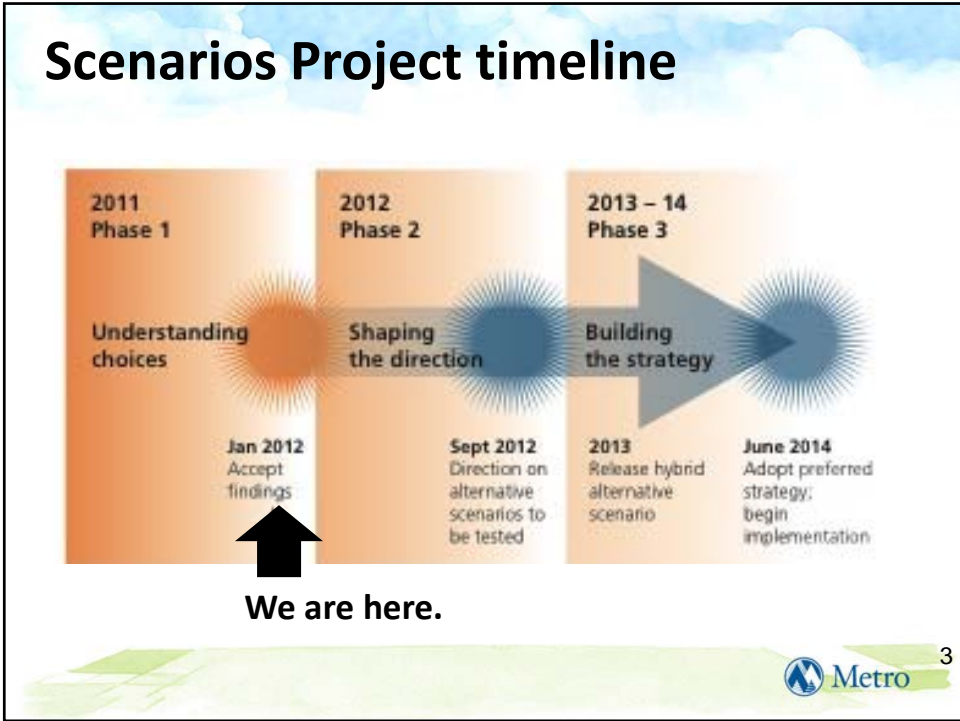 Scenarios Project timeline
2011
Phase 1
Understanding
choices
Jan 2012
Accept
findings
2012
Phase 2
Shaping
the direction
Sept 2012
Direction on
alternative
scenarios to
be tested
2013 – 14
Phase 3
Building
the strategy
2013
Release hybrid
alternative
scenario
June 2014
Adopt preferred
strategy;
begin
implementation
We are here.
Metro
3